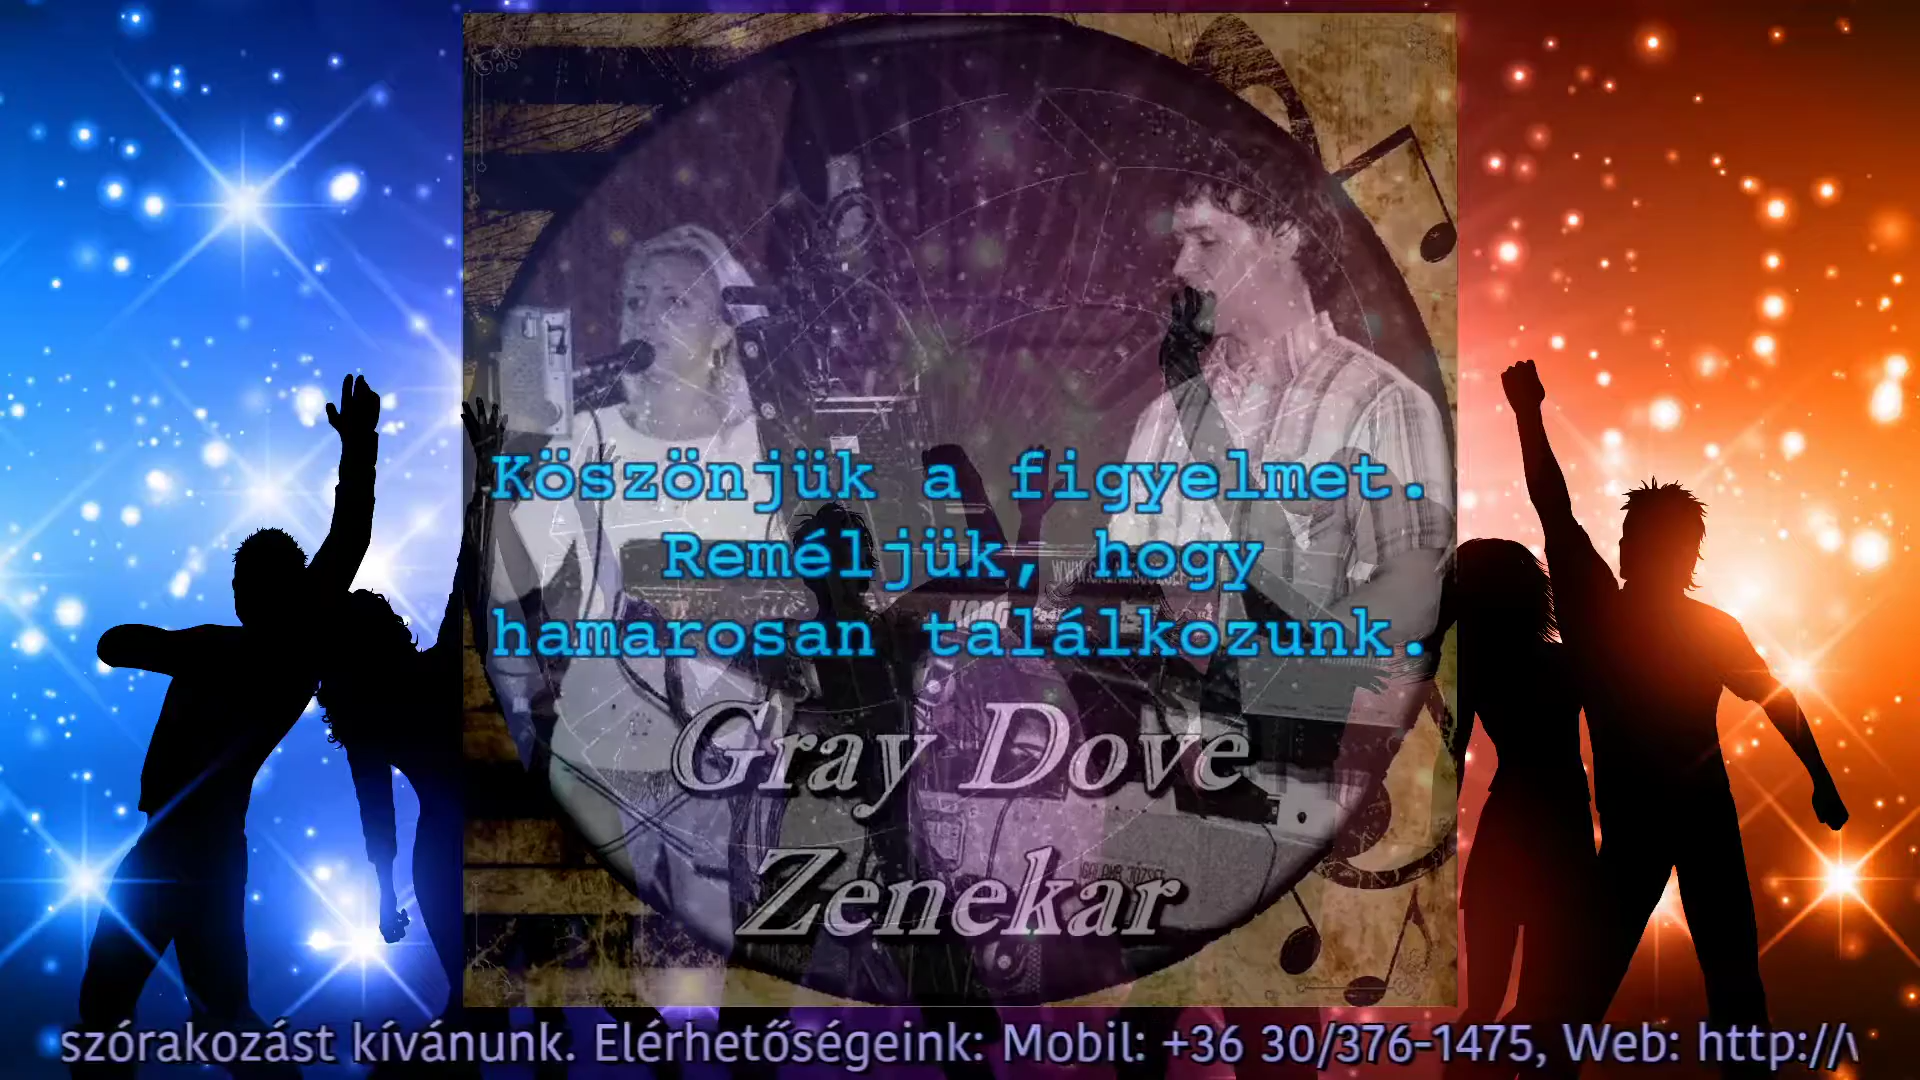 Köszönjük a figyelmet.
Reméljük, hogy
hamarosan találkozunk.
KORG
Gray Dove
Zenekar
szórakozást kívánunk. Elérhetőségeink: Mobil: +36 30/376-1475, Web: http://